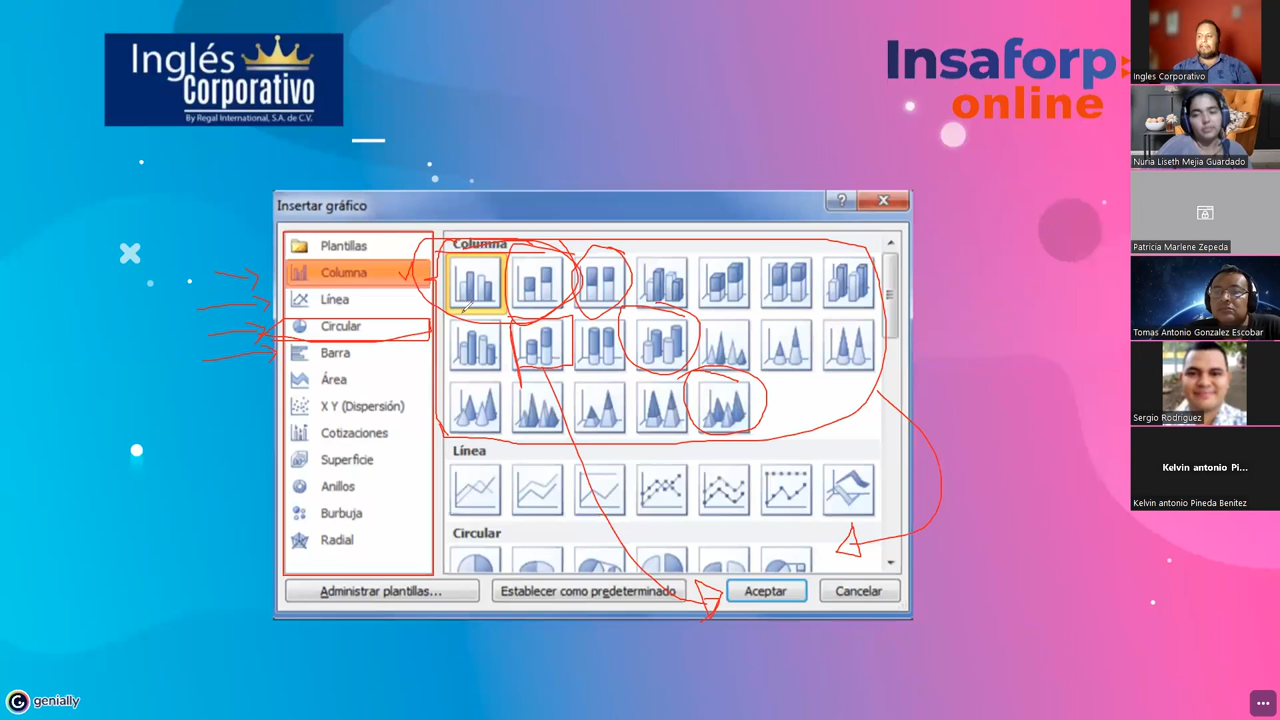 Inglés
Corporativo
By Regal International, S.A. de C.V.
Insaforp
online
Insertar gráfico
?
X
Plantillas
Columna
Línea
Circular
Barra
Área
X Y (Dispersión)
Cotizaciones
Superficie
Anillos
Burbuja
Radial
Columna
Línea
Circular
Administrar plantillas...
Establecer como predeterminado
Aceptar
Cancelar
Ingles Corporativo
Nuria Liseth Mejia Guardado
Patricia Marlene Zepeda
Tomas Antonio Gonzalez Escobar
Sergio Rodriguez
Kelvin antonio Pi...
Kelvin antonio Pineda Benitez
genially